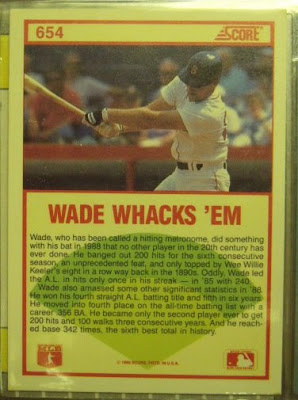 654
SCORE
WADE WHACKS 'EM
Wade, who has been called a hitting metronome, did something
with his bat in 1988 that no other player in the 20th century has
ever done. He banged out 200 hits for the sixth consecutive
season, an unprecedented feat, and only topped by Wee Willie
Keeler's eight in a row way back in the 1890s. Oddly, Wade led
the A.L. in hits only once in his streak — in '85 with 240.
Wade also amassed some other significant statistics in '88.
He won his fourth straight A.L. batting title and fifth in six years.
He moved into fourth place on the all-time batting list with a
career .356 BA. He became only the second player ever to get
200 hits and 100 walks three consecutive years. And he reach-
ed base 342 times, the sixth best total in history.
SCORE, PRTD. IN U.S.A.